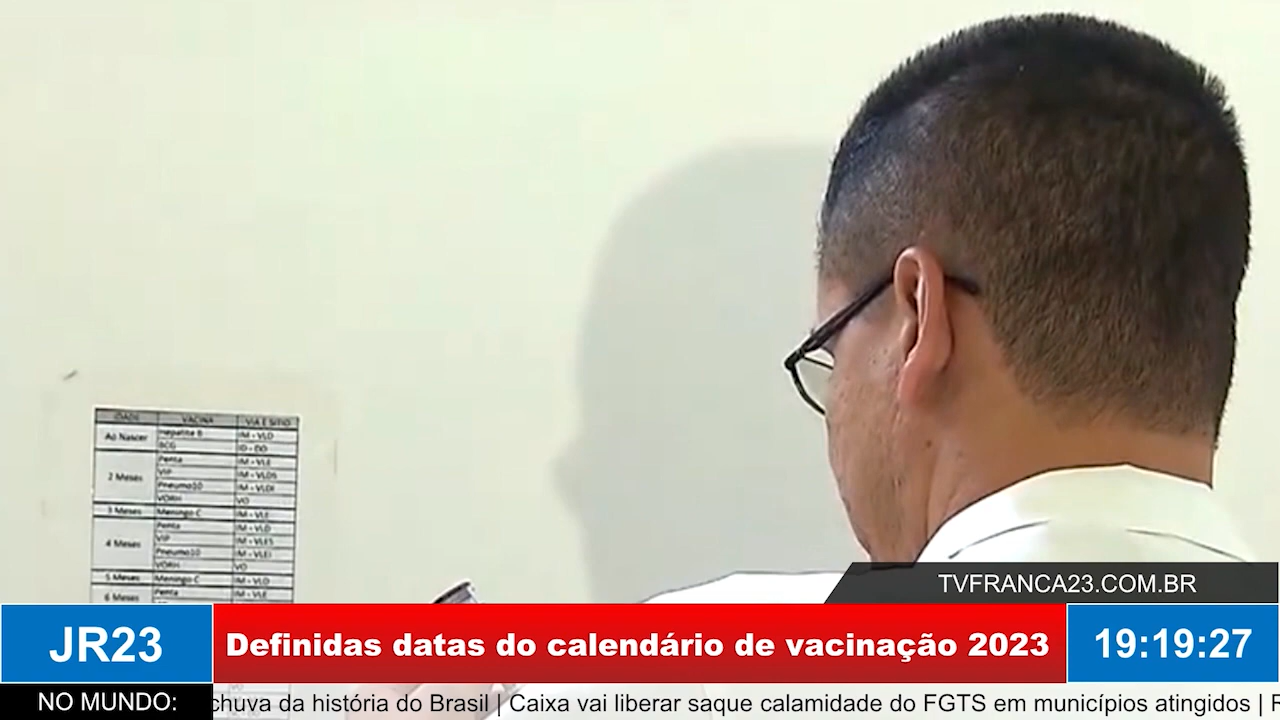 IDADE VACINA VIA E SITIO
Ao Nascer Hepatite B IM - VLD
BCG ID - DD
2 Meses Penta IM - VLE
VIP IM - VLDS
Pneumo10 IM - VLDI
VORH VO
3 Meses Meningo C IM - VLE
4 Meses Penta IM - VLD
VIP IM - VLES
Pneumo10 IM - VLEI
VORH VO
5 Meses Meningo C IM - VLD
6 Meses Penta IM - VLE
TVFRANCA23.COM.BR
JR23 Definidas datas do calendário de vacinação 2023 19:19:27
NO MUNDO: chuva da história do Brasil | Caixa vai liberar saque calamidade do FGTS em municípios atingidos |